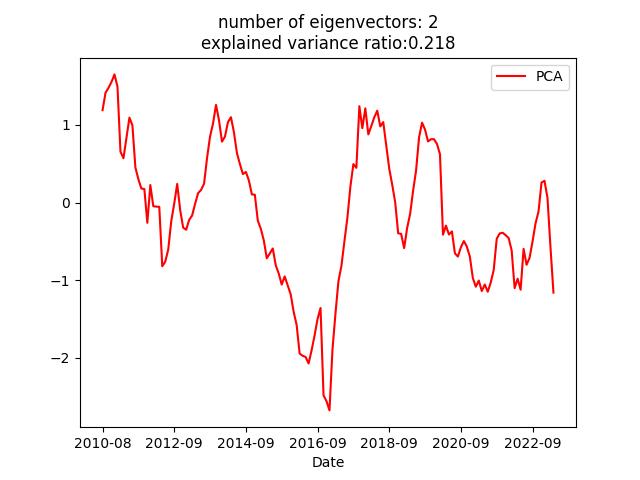 number of eigenvectors: 2
explained variance ratio:0.218
PCA
1
0
−1
−2
2010-08 2012-09 2014-09 2016-09 2018-09 2020-09 2022-09
Date